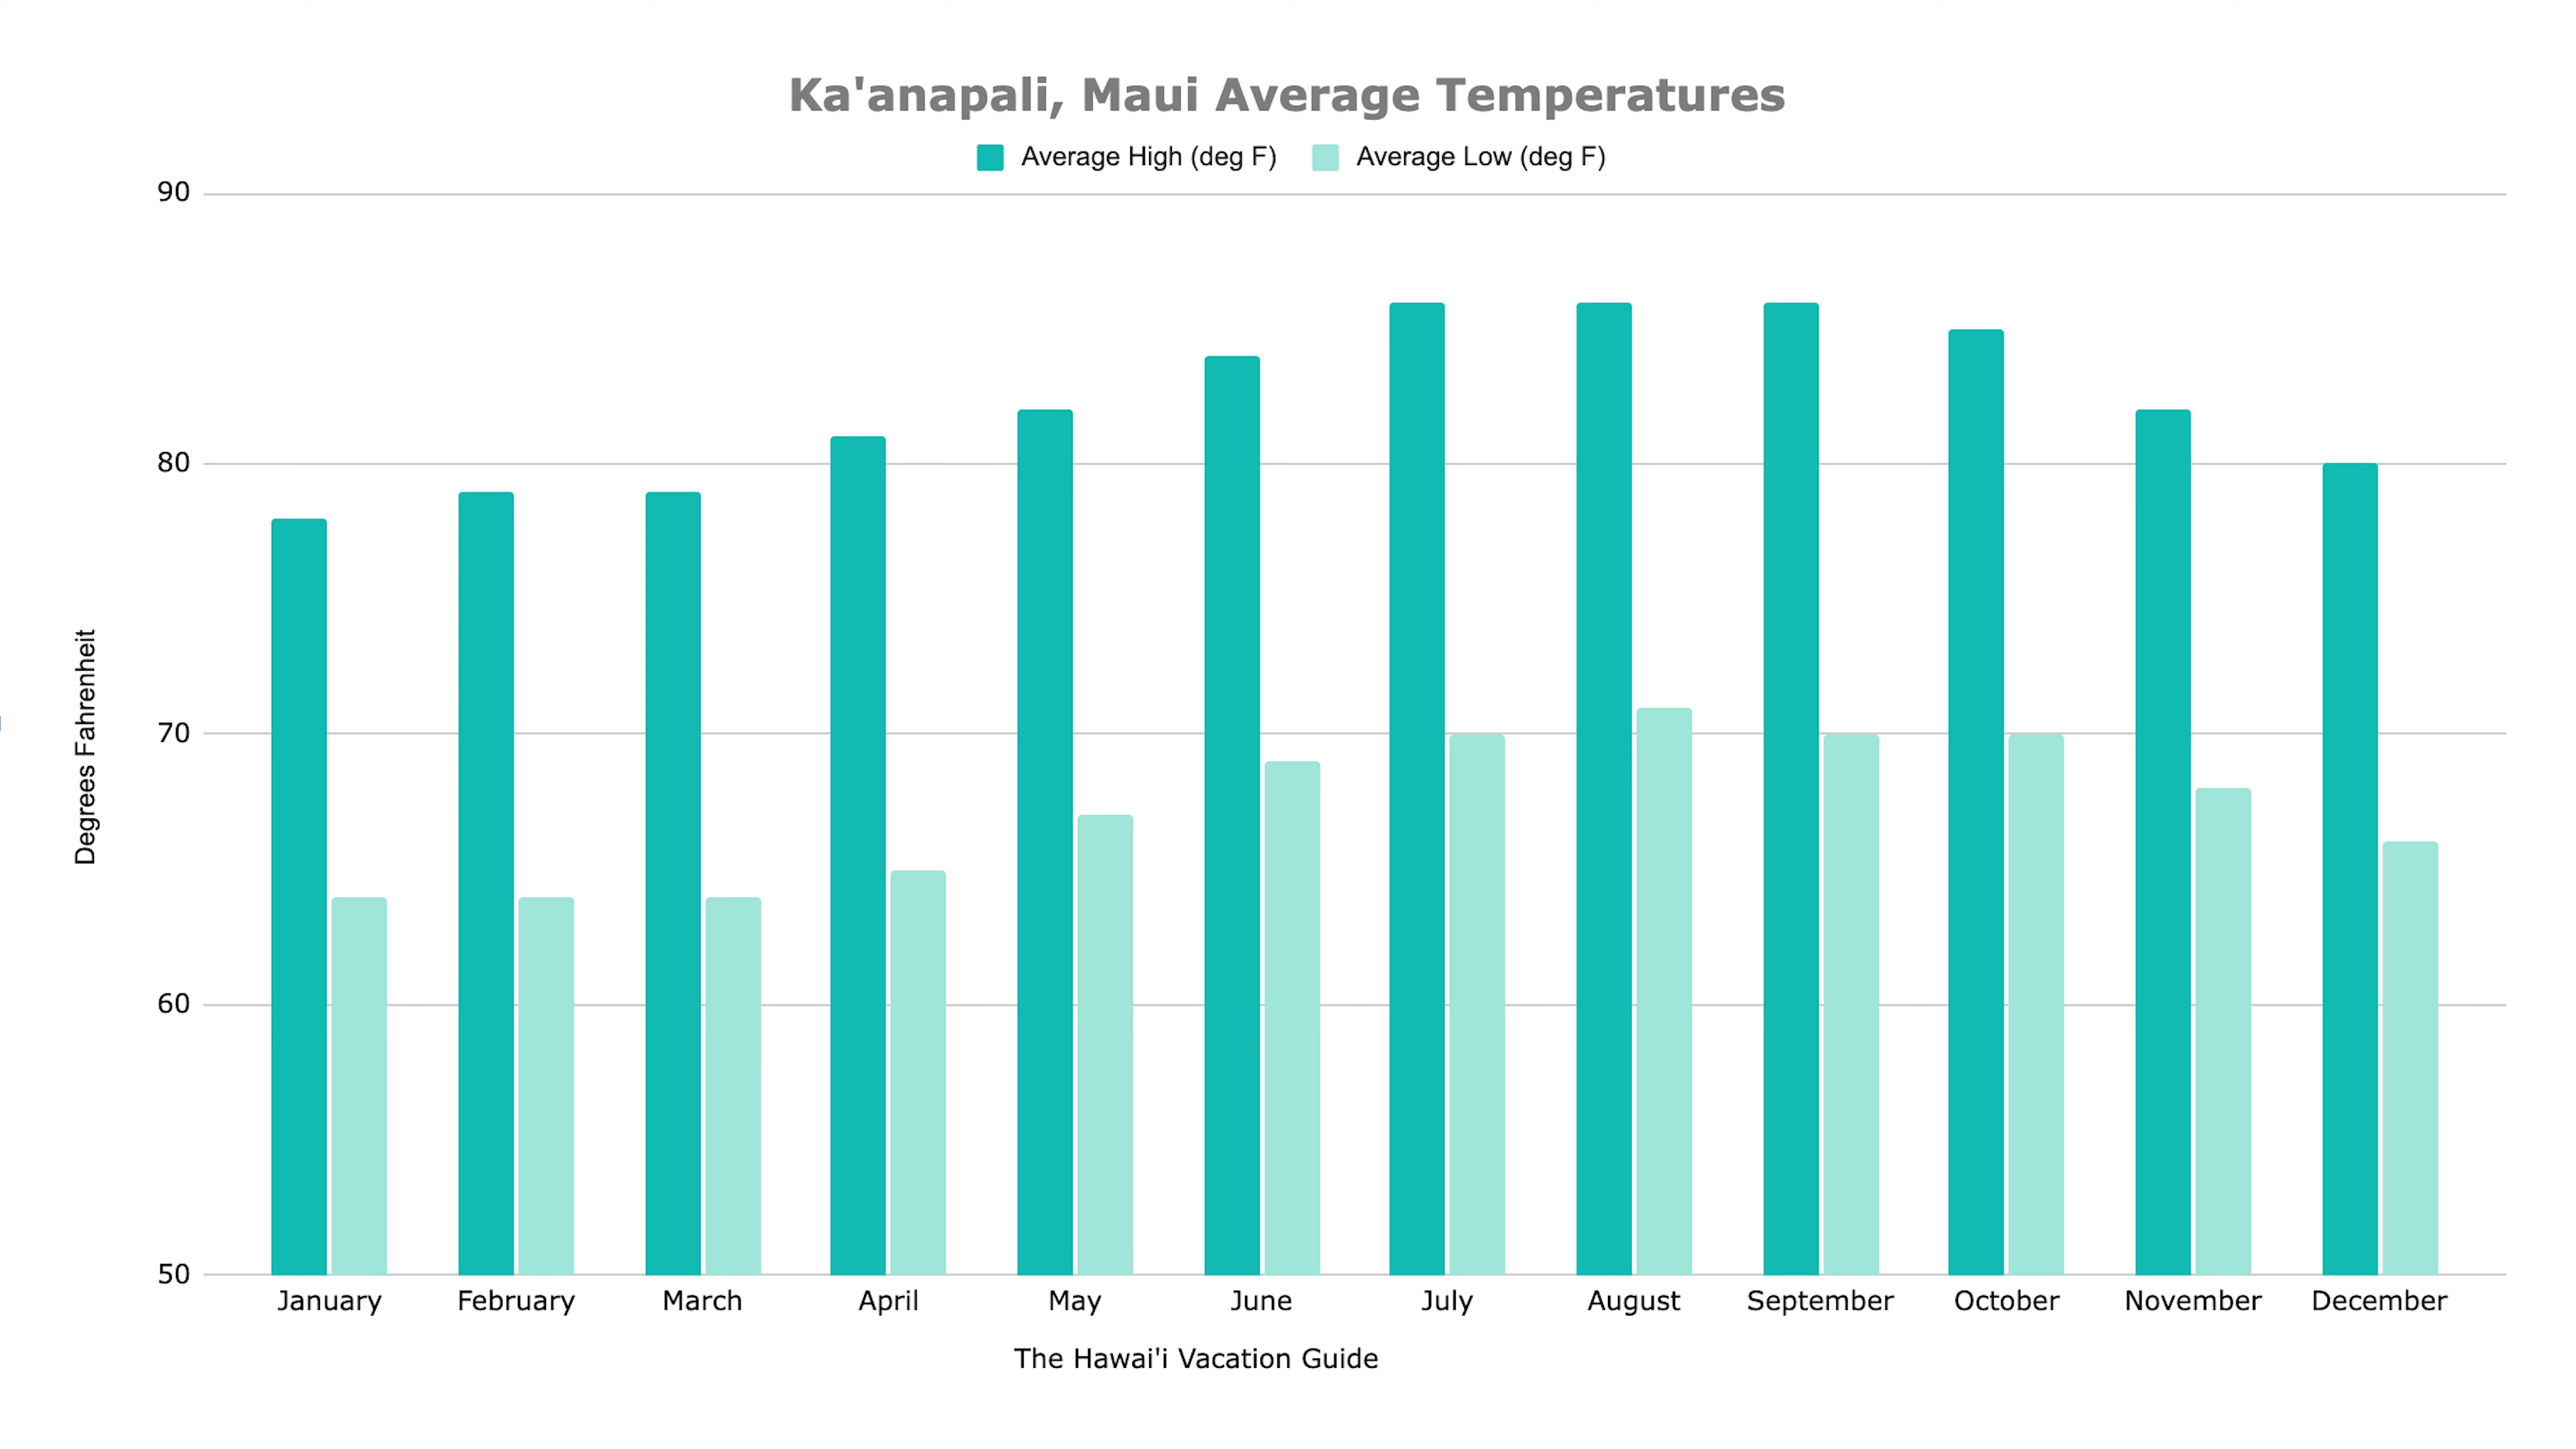 Ka'anapali, Maui Average Temperatures
Average High (deg F) Average Low (deg F)
90
80
70
60
50
Degrees Fahrenheit
January February March April May June July August September October November December
The Hawai'i Vacation Guide